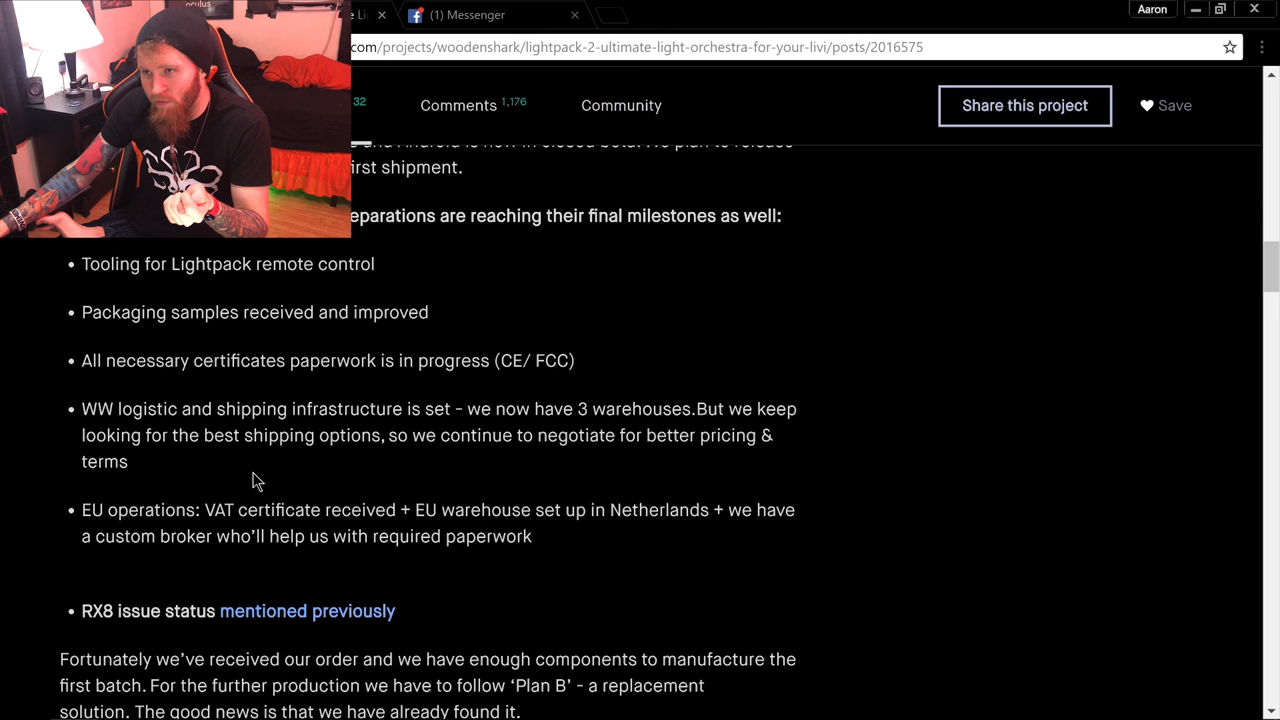 (1) Messenger
Aaron
com/projects/woodenshark/lightpack-2-ultimate-light-orchestra-for-your-livi/posts/2016575
32
Comments 1,176
Community
Share this project
Save
irst shipment.
eparations are reaching their final milestones as well:
• Tooling for Lightpack remote control
• Packaging samples received and improved
• All necessary certificates paperwork is in progress (CE/ FCC)
• WW logistic and shipping infrastructure is set - we now have 3 warehouses.But we keep
looking for the best shipping options, so we continue to negotiate for better pricing &
terms
• EU operations: VAT certificate received + EU warehouse set up in Netherlands + we have
a custom broker who'll help us with required paperwork
• RX8 issue status mentioned previously
Fortunately we've received our order and we have enough components to manufacture the
first batch. For the further production we have to follow 'Plan B' - a replacement
solution. The good news is that we have already found it.